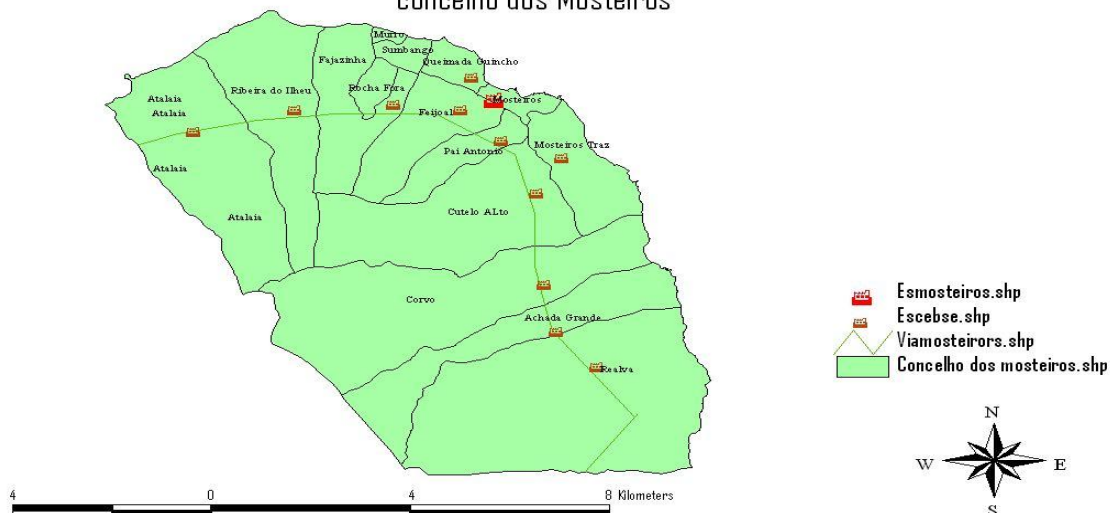 concelho dos Mosteiros
Murro
Sumbango
Fajazinha
Queimada Guincho
Ribeira do Ilheu
Rocha Fora
Atalaia
Mosteiros
Atalaia
Feijoal
Pai Antonio
Mosteiros Traz
Atalaia
Cutelo ALto
Atalaia
Corvo
Achada Grande
Realva
Esmosteiros.shp
Escebse.shp
Viamosteirors.shp
Concelho dos mosteiros.shp
N
W E
S
4 0 4 8 Kilometers